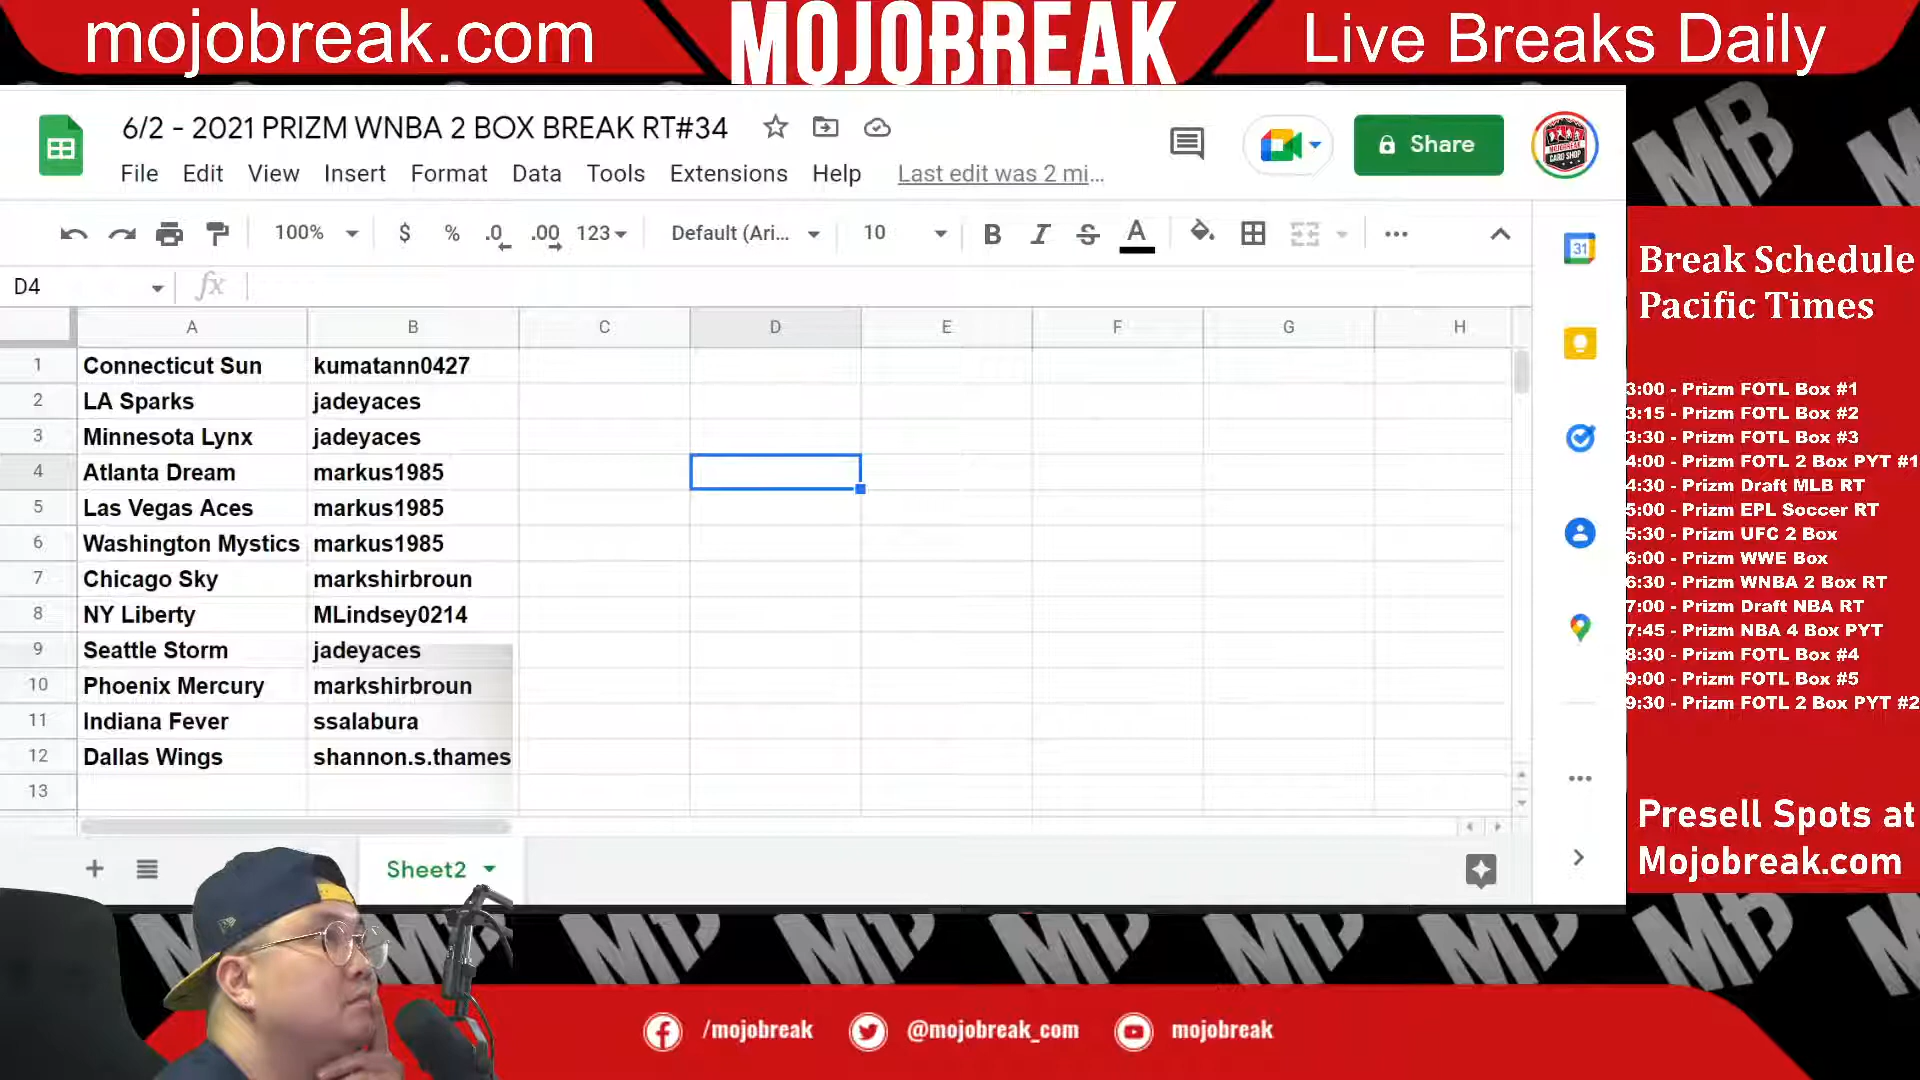 mojobreak.com
MOJOBREAK
Live Breaks Daily
6/2 - 2021 PRIZM WNBA 2 BOX BREAK RT#34
Share
File Edit View Insert Format Data Tools Extensions Help Last edit was 2 mi...
100% $ % .0 .00 123 Default (Ari... 10 B I S A
31
D4 fx
A B C D E F G H
1 Connecticut Sun kumatann0427
2 LA Sparks jadeyaces
3 Minnesota Lynx jadeyaces
4 Atlanta Dream markus1985
5 Las Vegas Aces markus1985
6 Washington Mystics markus1985
7 Chicago Sky markshirbroun
8 NY Liberty MLindsey0214
9 Seattle Storm jadeyaces
10 Phoenix Mercury markshirbroun
11 Indiana Fever ssalabura
12 Dallas Wings shannon.s.thames
13
Sheet2
Break Schedule
Pacific Times
3:00 - Prizm FOTL Box #1
3:15 - Prizm FOTL Box #2
3:30 - Prizm FOTL Box #3
4:00 - Prizm FOTL 2 Box PYT #1
4:30 - Prizm Draft MLB RT
5:00 - Prizm EPL Soccer RT
5:30 - Prizm UFC 2 Box
6:00 - Prizm WWE Box
6:30 - Prizm WNBA 2 Box RT
7:00 - Prizm Draft NBA RT
7:45 - Prizm NBA 4 Box PYT
8:30 - Prizm FOTL Box #4
9:00 - Prizm FOTL Box #5
9:30 - Prizm FOTL 2 Box PYT #2
Presell Spots at
Mojobreak.com
/mojobreak @mojobreak_com mojobreak